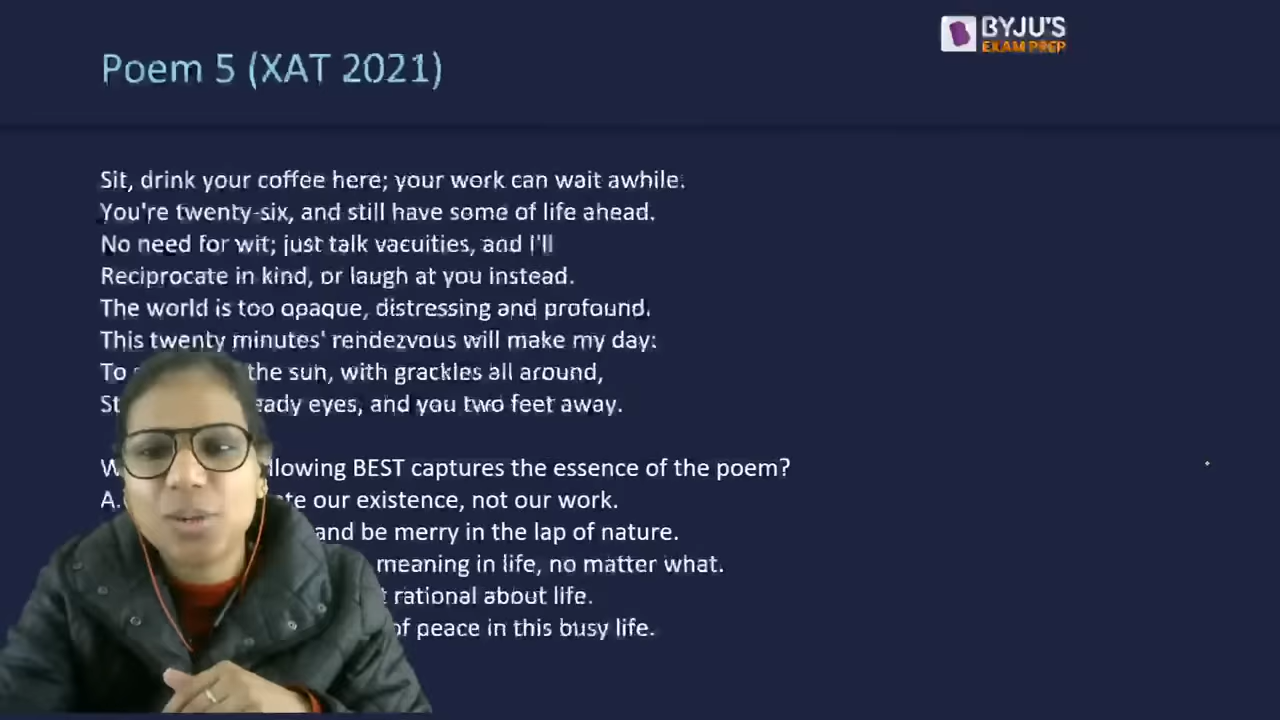 BYJU'S
EXAM PREP
Poem 5 (XAT 2021)
Sit, drink your coffee here; your work can wait awhile.
You're twenty-six, and still have some of life ahead.
No need for wit; just talk vacuities, and I'll
Reciprocate in kind, or laugh at you instead.
The world is too opaque, distressing and profound.
This twenty minutes' rendezvous will make my day:
To the sun, with grackles all around,
eyes, and you two feet away.
BEST captures the essence of the poem?
A. our existence, not our work.
and be merry in the lap of nature.
meaning in life, no matter what.
rational about life.
of peace in this busy life.